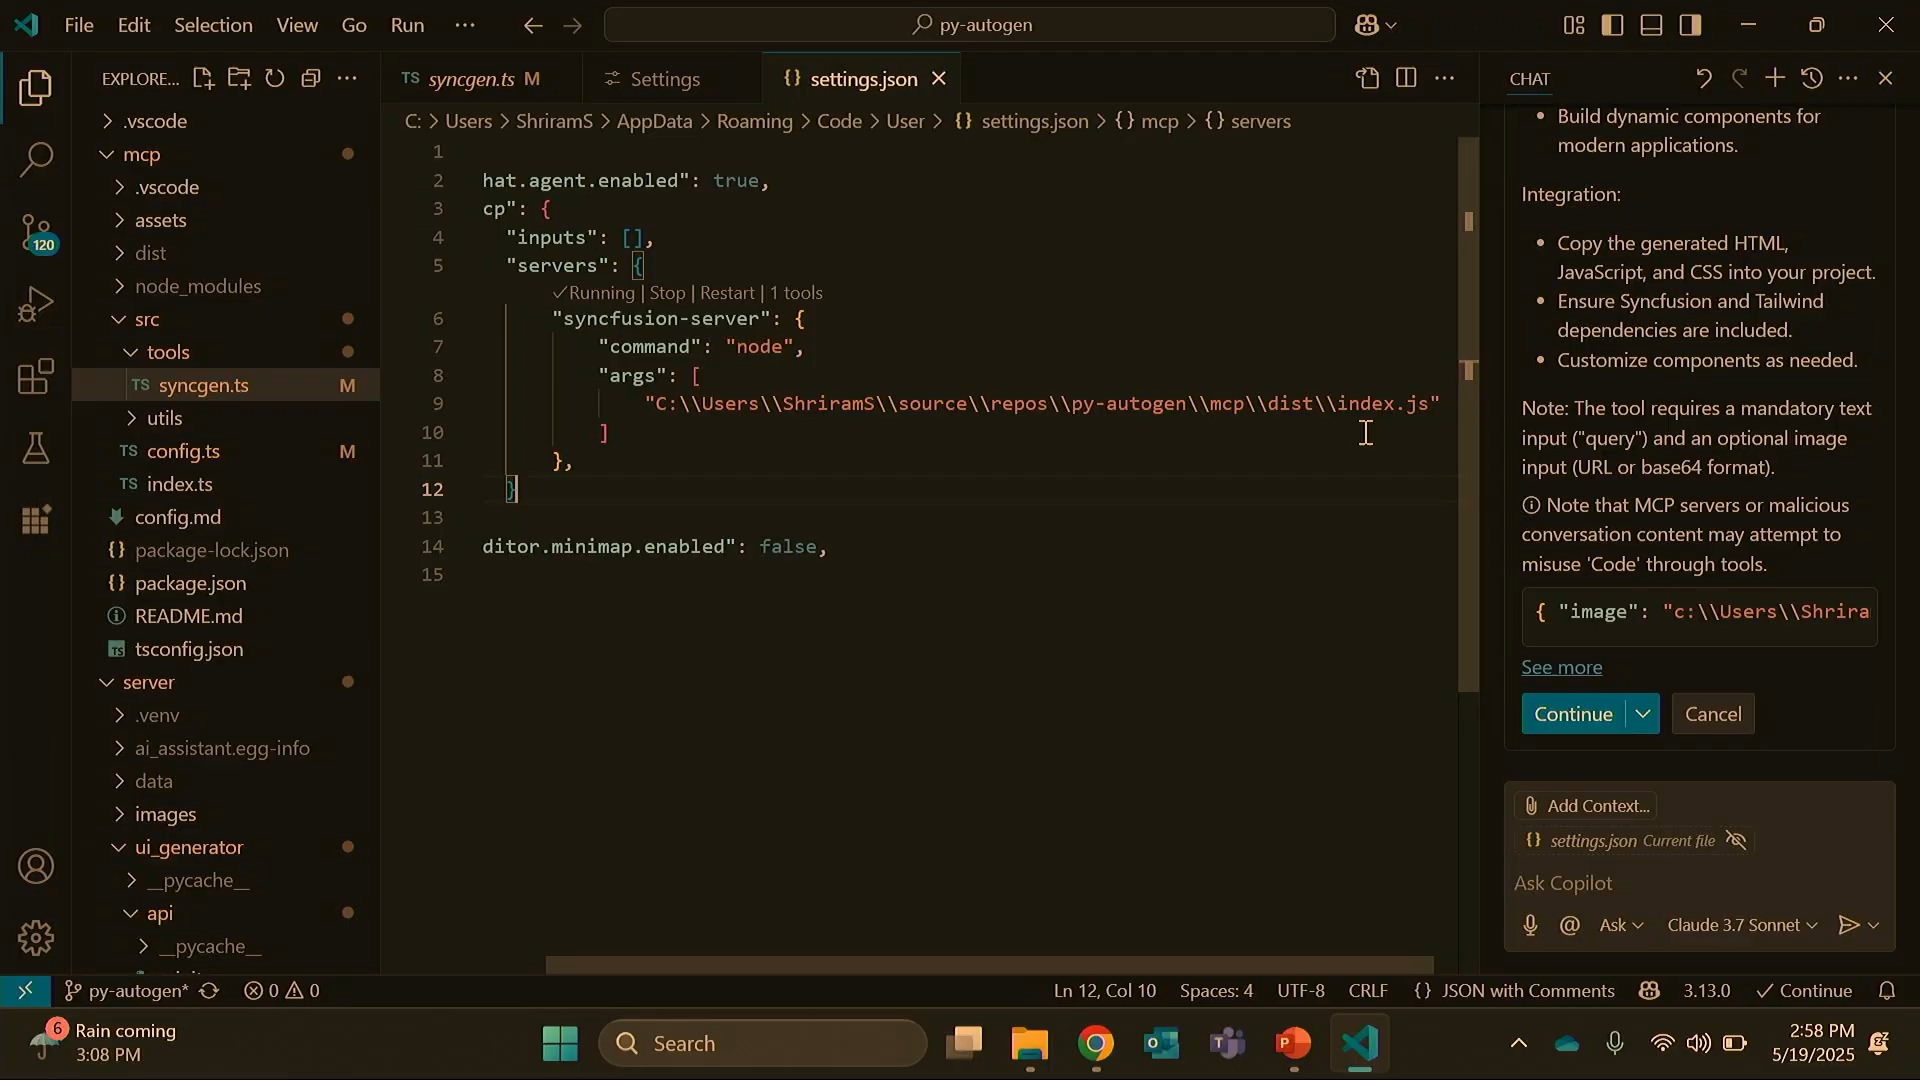 File Edit Selection View Go Run ··· py-autogen
EXPLORE...
.vscode
mcp
.vscode
assets
dist
node_modules
src
tools
TS syncgen.ts M
utils
TS config.ts M
TS index.ts
config.md
{} package-lock.json
{} package.json
README.md
TS tsconfig.json
server
.venv
ai_assistant.egg-info
data
images
ui_generator
__pycache__
api
__pycache__
120
TS syncgen.ts M
Settings
{} settings.json
C: > Users > ShriramS > AppData > Roaming > Code > User > {} settings.json > {} mcp > {} servers
1
2 hat.agent.enabled": true,
3 cp": {
4 "inputs": [],
5 "servers": {
✓Running | Stop | Restart | 1 tools
6 "syncfusion-server": {
7 "command": "node",
8 "args": [
9 "C:\\Users\\ShriramS\\source\\repos\\py-autogen\\mcp\\dist\\index.js"
10 ]
11 },
12 }
13
14 ditor.minimap.enabled": false,
15
CHAT
• Build dynamic components for
modern applications.
Integration:
• Copy the generated HTML,
JavaScript, and CSS into your project.
• Ensure Syncfusion and Tailwind
dependencies are included.
• Customize components as needed.
Note: The tool requires a mandatory text
input ("query") and an optional image
input (URL or base64 format).
Note that MCP servers or malicious
conversation content may attempt to
misuse 'Code' through tools.
{ "image": "c:\\Users\\Shrira
See more
Continue Cancel
Add Context...
{} settings.json Current file
Ask Copilot
@ Ask Claude 3.7 Sonnet
py-autogen* 0 0 Ln 12, Col 10 Spaces: 4 UTF-8 CRLF {} JSON with Comments 3.13.0 ✓ Continue
6 Rain coming
3:08 PM
Search
2:58 PM
5/19/2025